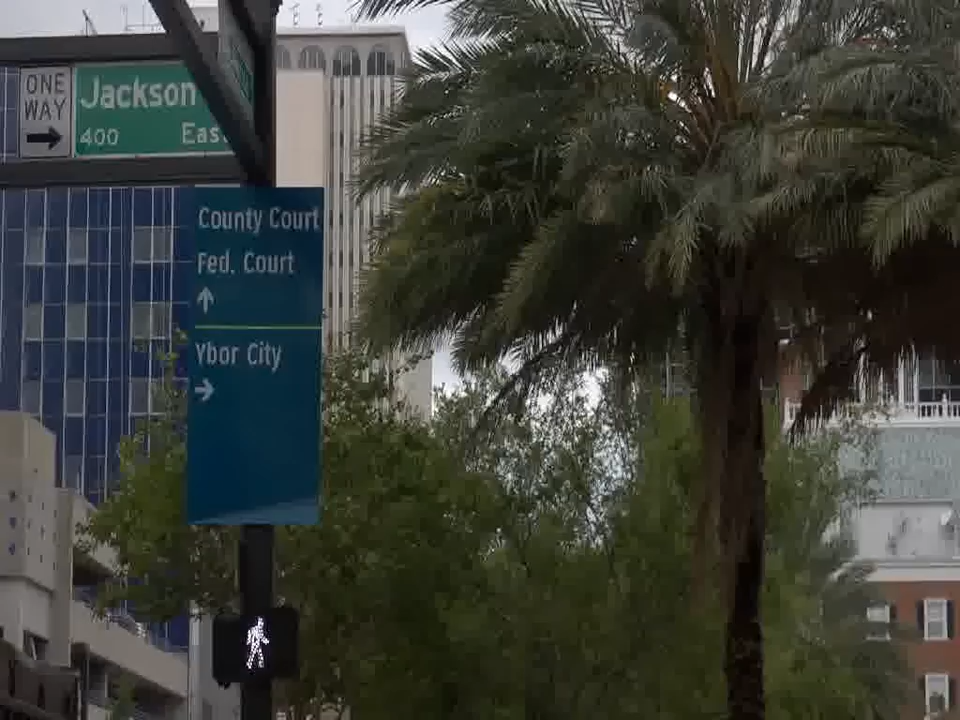 ONE
WAY
Jackson
400 Eas
County Court
Fed. Court
Ybor City